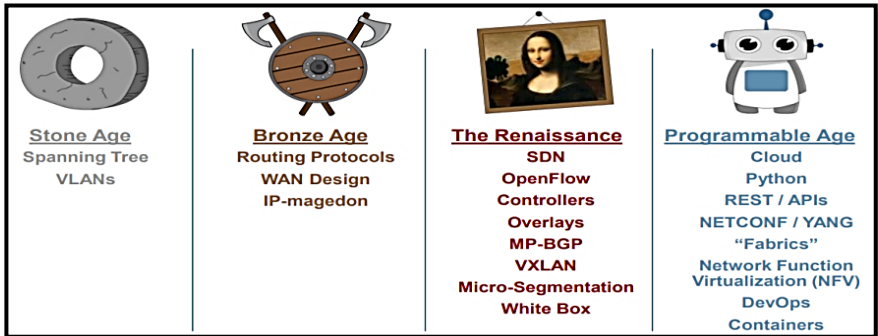 Stone Age
Spanning Tree
VLANs
Bronze Age
Routing Protocols
WAN Design
IP-magedon
The Renaissance
SDN
OpenFlow
Controllers
Overlays
MP-BGP
VXLAN
Micro-Segmentation
White Box
Programmable Age
Cloud
Python
REST / APIs
NETCONF / YANG
“Fabrics”
Network Function
Virtualization (NFV)
DevOps
Containers